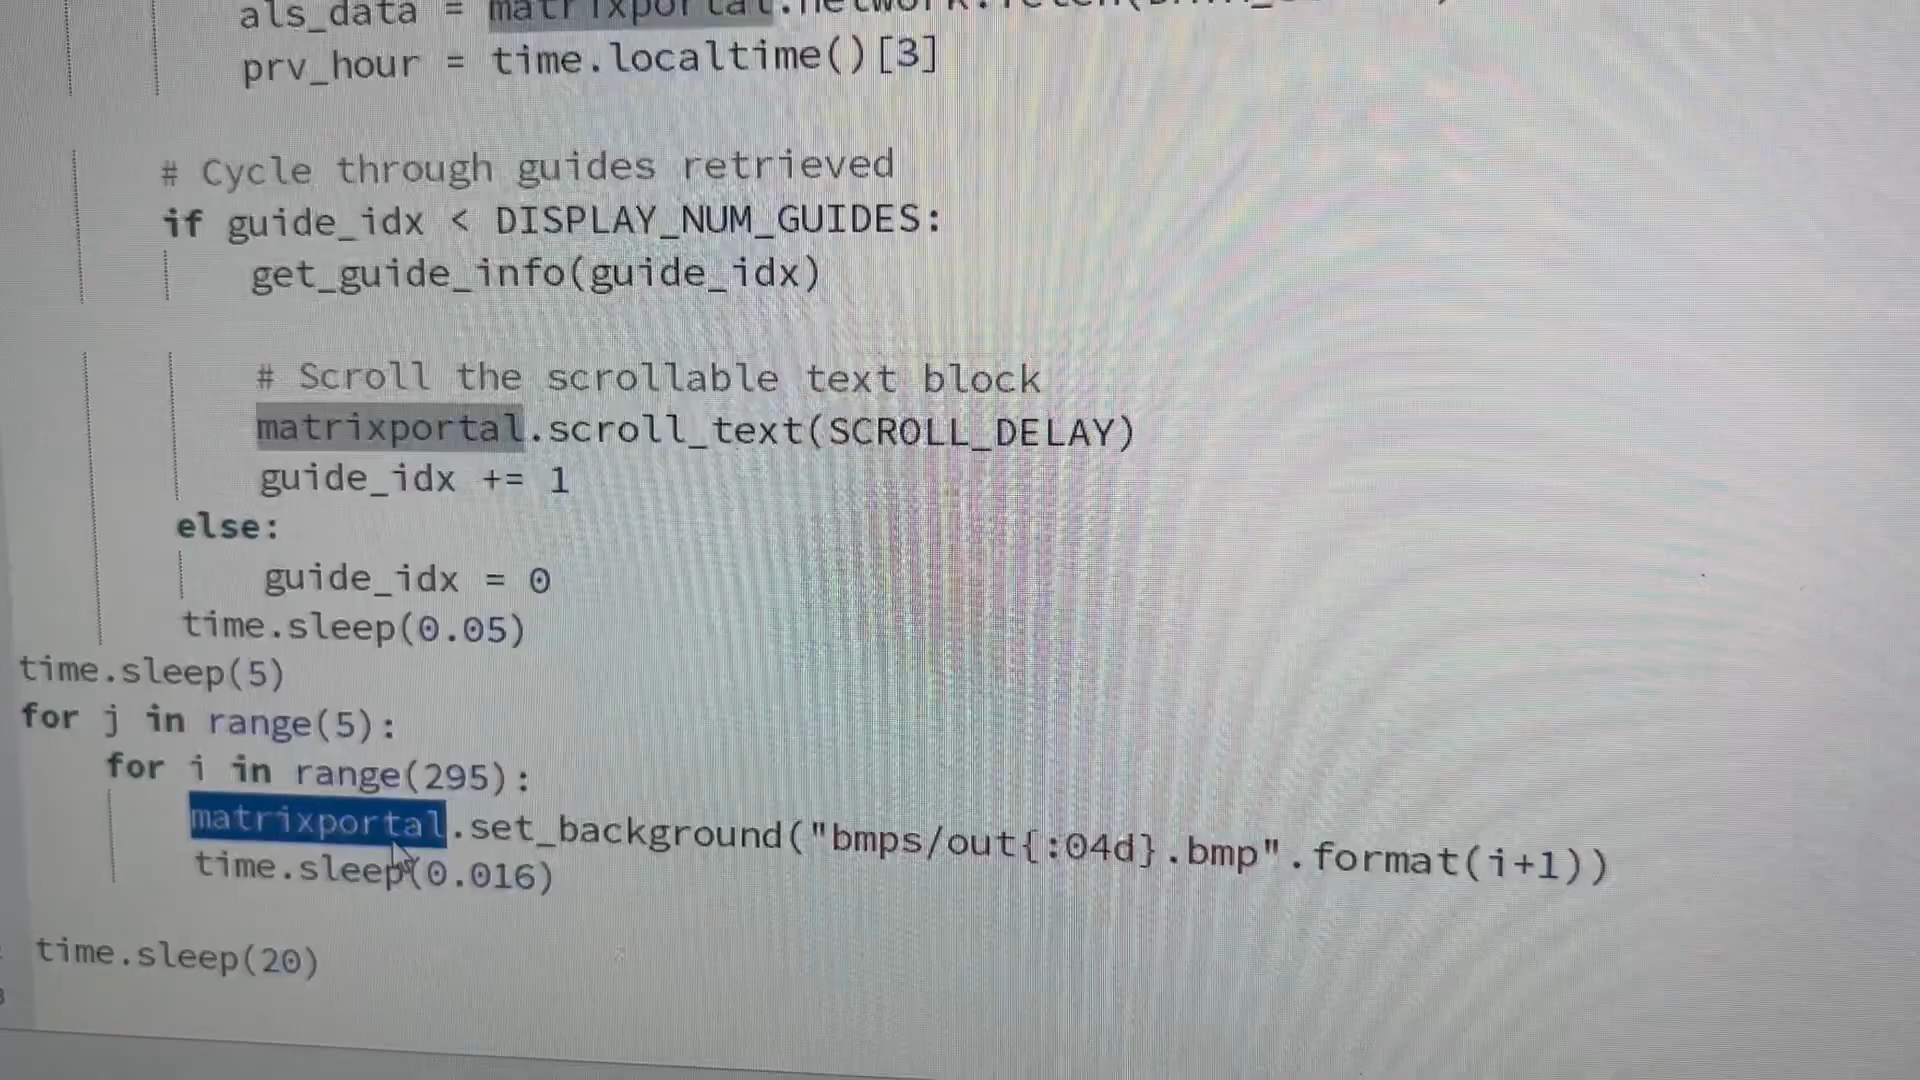 als_data = matrixportal.network.fetch(
prv_hour = time.localtime()[3]
# Cycle through guides retrieved
if guide_idx < DISPLAY_NUM_GUIDES:
get_guide_info(guide_idx)
# Scroll the scrollable text block
matrixportal.scroll_text(SCROLL_DELAY)
guide_idx += 1
else:
guide_idx = 0
time.sleep(0.05)
time.sleep(5)
for j in range(5):
for i in range(295):
matrixportal.set_background("bmps/out{:04d}.bmp".format(i+1))
time.sleep(0.016)
time.sleep(20)